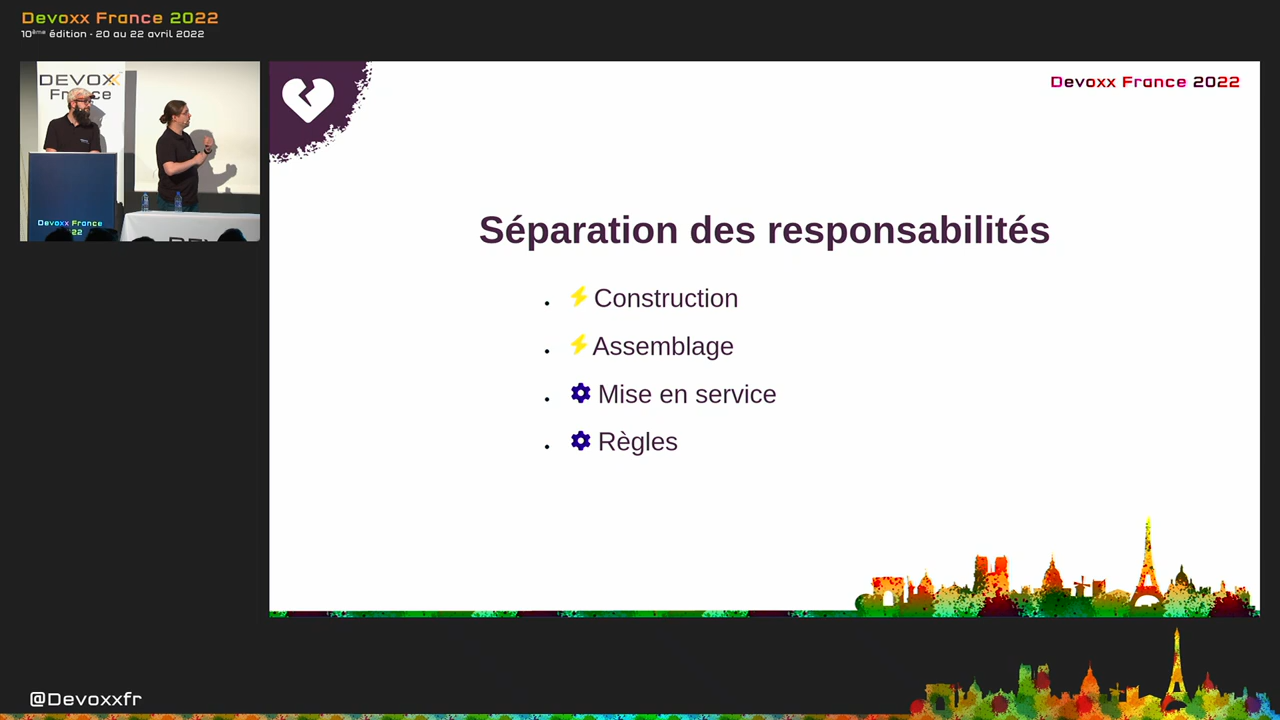 Devoxx France 2022
10ème édition - 20 au 22 avril 2022
DEVOXX
France
Devoxx France
22
DEV
Devoxx France 2022
Séparation des responsabilités
Construction
Assemblage
Mise en service
Règles
@Devoxxfr